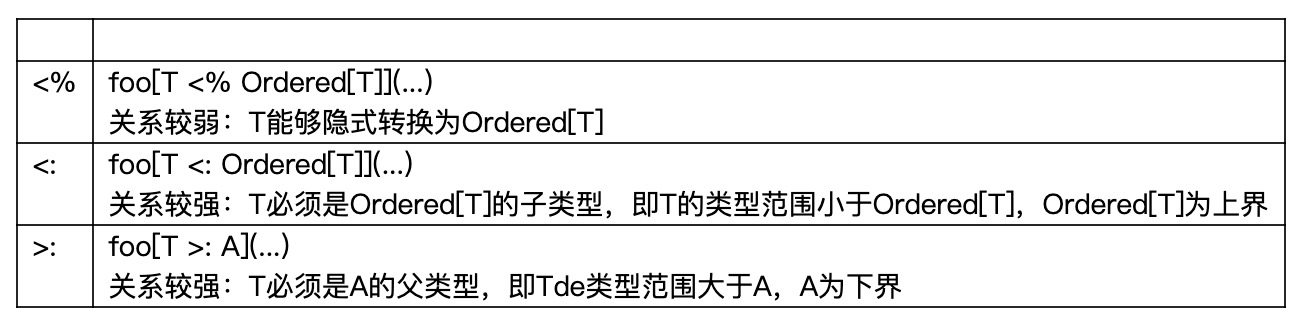 <% foo[T <% Ordered[T]](...)
关系较弱：T能够隐式转换为Ordered[T]
<: foo[T <: Ordered[T]](...)
关系较强：T必须是Ordered[T]的子类型，即T的类型范围小于Ordered[T]，Ordered[T]为上界
>: foo[T >: A](...)
关系较强：T必须是A的父类型，即Tde类型范围大于A，A为下界